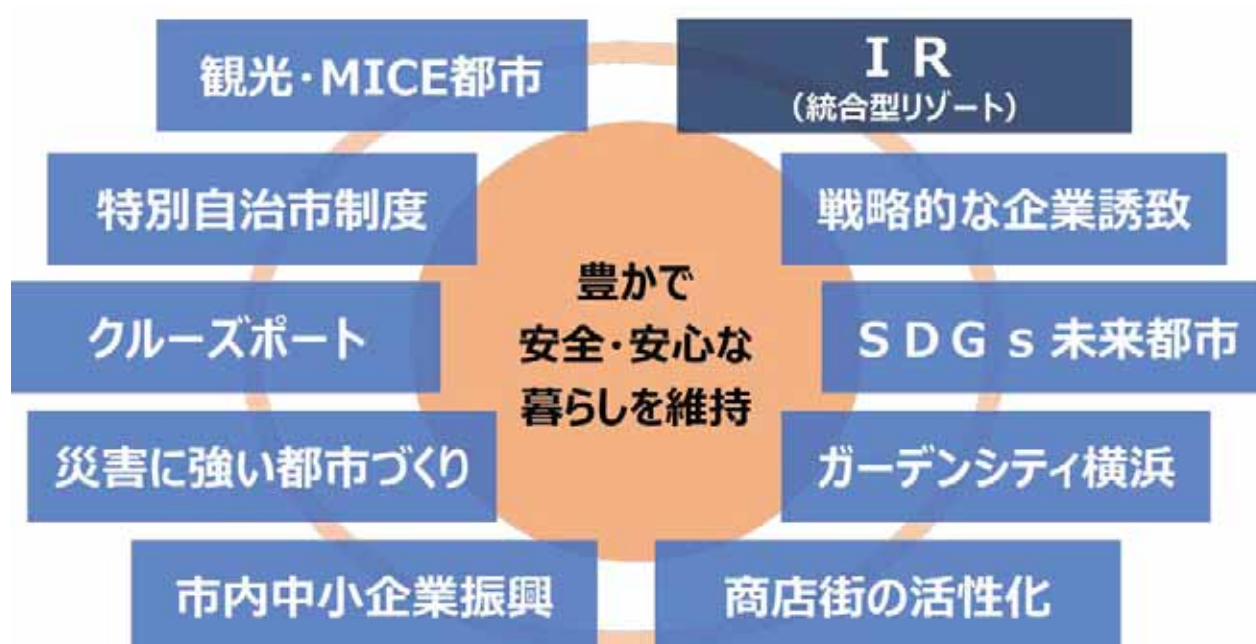 観光・MICE都市
ＩＲ
（統合型リゾート）
特別自治市制度
戦略的な企業誘致
豊かで
安全・安心な
暮らしを維持
クルーズポート
ＳＤＧｓ未来都市
災害に強い都市づくり
ガーデンシティ横浜
市内中小企業振興
商店街の活性化